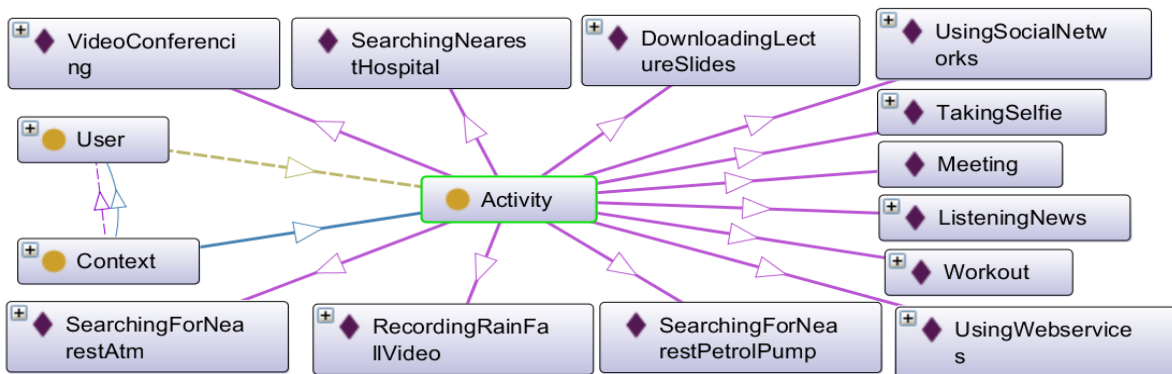 VideoConferenci
ng
SearchingNeares
tHospital
DownloadingLect
ureSlides
UsingSocialNetw
orks
User
TakingSelfie
Meeting
Activity
ListeningNews
Context
Workout
SearchingForNea
restAtm
RecordingRainFa
llVideo
SearchingForNea
restPetrolPump
UsingWebservice
s